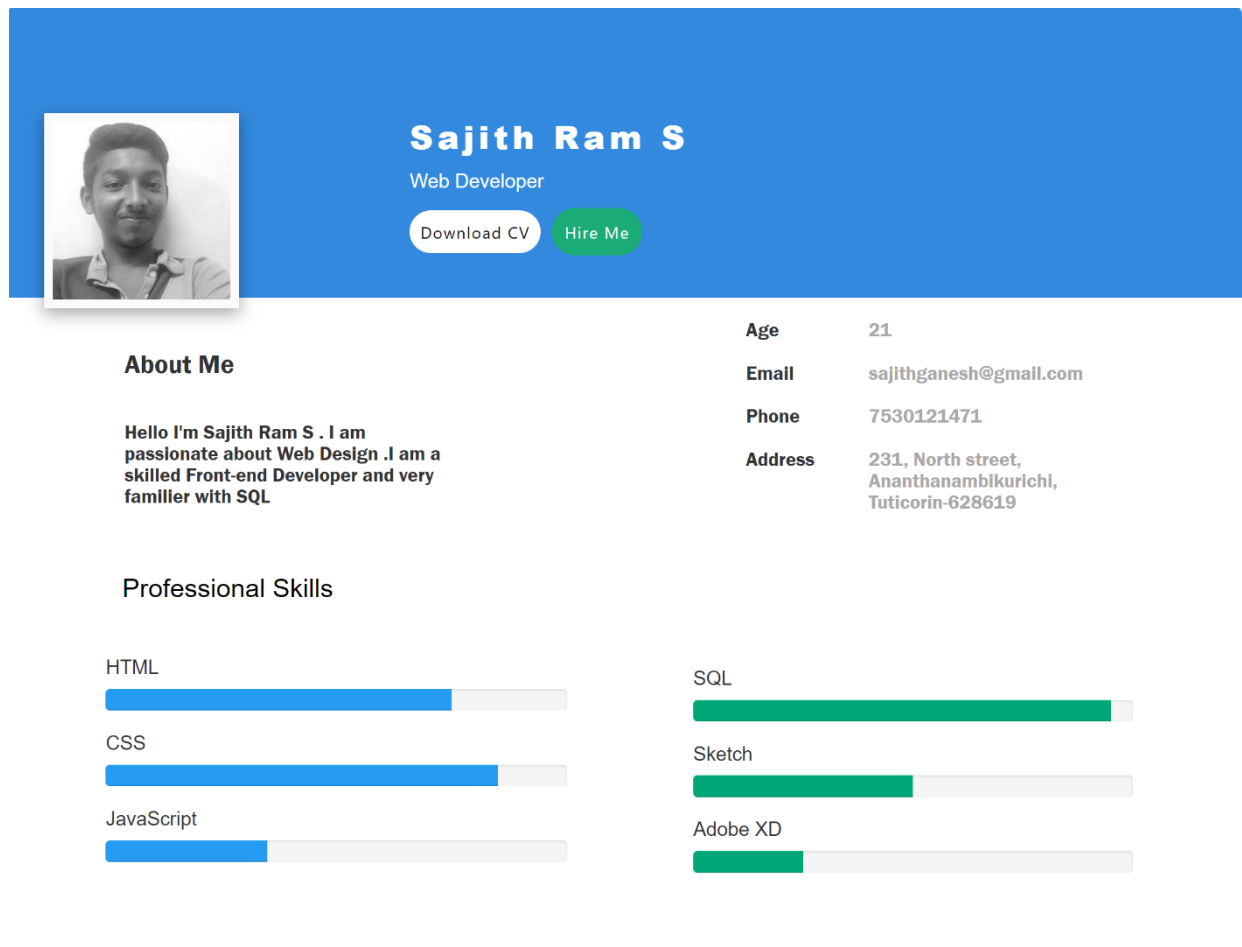 Sajith Ram S
Web Developer
Download CV
Hire Me
About Me
Hello I'm Sajith Ram S . I am
passionate about Web Design .I am a
skilled Front-end Developer and very
familier with SQL
Age 21
Email sajithganesh@gmail.com
Phone 7530121471
Address 231, North street,
Ananthanambikurichi,
Tuticorin-628619
Professional Skills
HTML
CSS
JavaScript
SQL
Sketch
Adobe XD